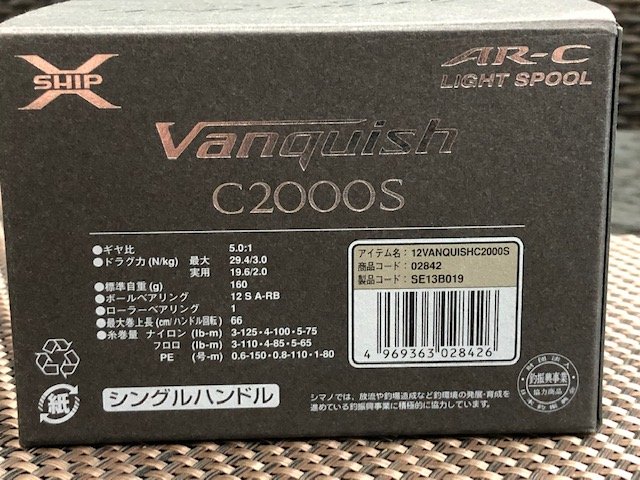 X
SHIP
AR-C
LIGHT SPOOL
Vanquish
C2000S
●ギヤ比 5.0:1
●ドラグ力(N/kg) 最大 29.4/3.0
実用 19.6/2.0
●標準自重(g) 160
●ボールベアリング 12 S A-RB
●ローラーベアリング 1
●最大巻上長(cm/ハンドル1回転) 66
●糸巻量 ナイロン(lb-m) 3-125・4-100・5-75
フロロ (lb-m) 3-110・4-85・5-65
PE (号-m) 0.6-150・0.8-110・1-80
アイテム名: 12VANQUISHC2000S
商品コード: 02842
製品コード: SE13B019
4 969363 028426
紙
シングルハンドル
シマノでは、放流や釣場造成など釣環境の発展・育成を
進めている釣振興事業に積極的に協力しています。
釣振興事業
協力商品